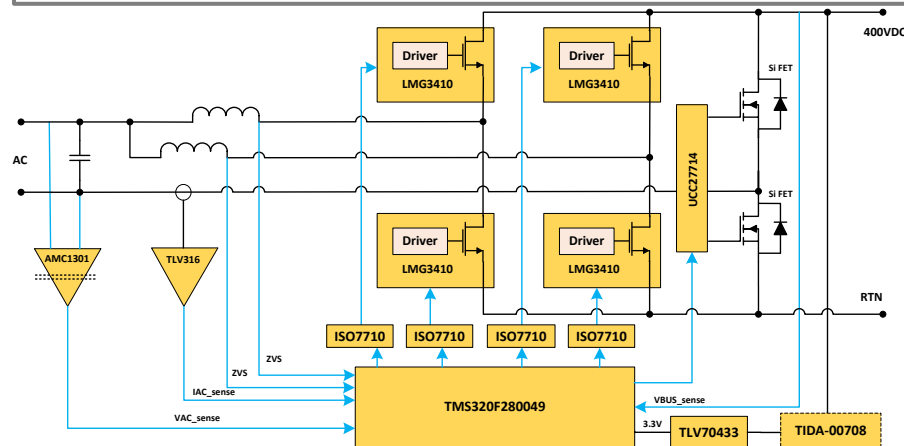 400VDC
Driver
LMG3410
Driver
LMG3410
Si FET
AC
UCC27714
Si FET
AMC1301
TLV316
Driver
LMG3410
Driver
LMG3410
RTN
ISO7710
ISO7710
ISO7710
ISO7710
ZVS
ZVS
IAC_sense
VAC_sense
TMS320F280049
VBUS_sense
3.3V
TLV70433
TIDA-00708